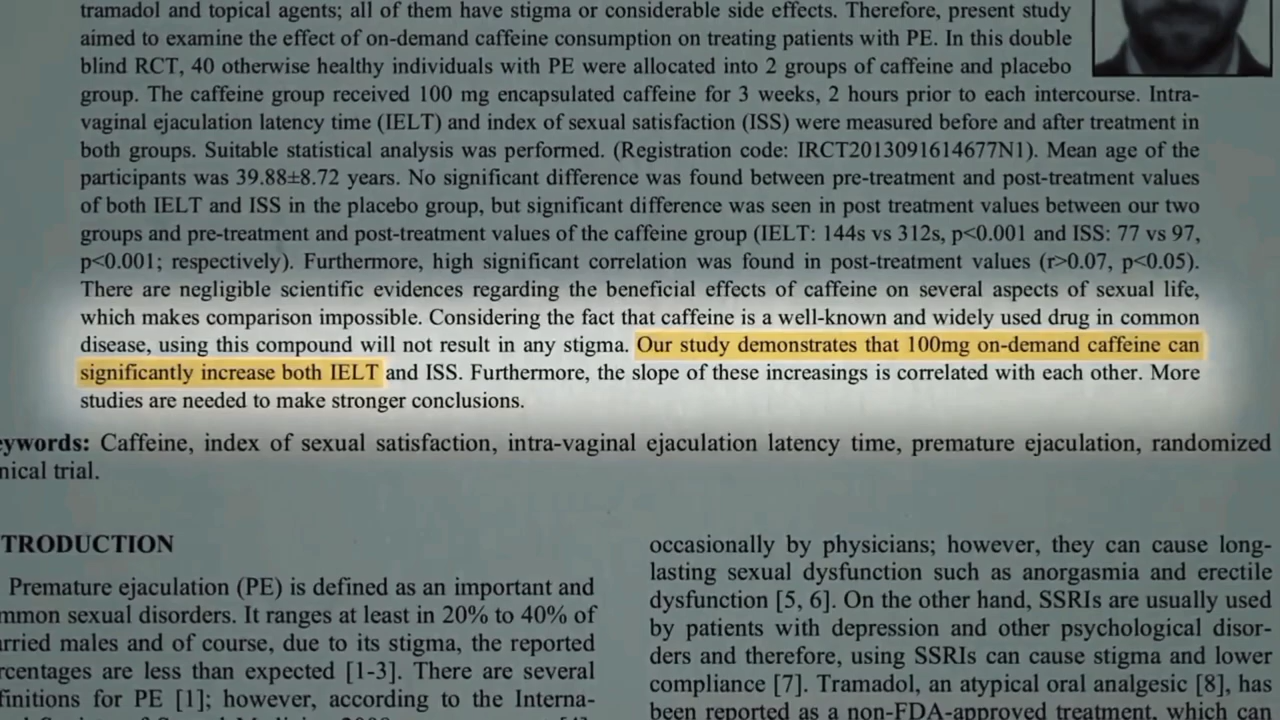 tramadol and topical agents; all of them have stigma or considerable side effects. Therefore, present study
aimed to examine the effect of on-demand caffeine consumption on treating patients with PE. In this double
blind RCT, 40 otherwise healthy individuals with PE were allocated into 2 groups of caffeine and placebo
group. The caffeine group received 100 mg encapsulated caffeine for 3 weeks, 2 hours prior to each intercourse. Intra-
vaginal ejaculation latency time (IELT) and index of sexual satisfaction (ISS) were measured before and after treatment in
both groups. Suitable statistical analysis was performed. (Registration code: IRCT2013091614677N1). Mean age of the
participants was 39.88±8.72 years. No significant difference was found between pre-treatment and post-treatment values
of both IELT and ISS in the placebo group, but significant difference was seen in post treatment values between our two
groups and pre-treatment and post-treatment values of the caffeine group (IELT: 144s vs 312s, p<0.001 and ISS: 77 vs 97,
p<0.001; respectively). Furthermore, high significant correlation was found in post-treatment values (r>0.07, p<0.05).
There are negligible scientific evidences regarding the beneficial effects of caffeine on several aspects of sexual life,
which makes comparison impossible. Considering the fact that caffeine is a well-known and widely used drug in common
disease, using this compound will not result in any stigma. Our study demonstrates that 100mg on-demand caffeine can
significantly increase both IELT and ISS. Furthermore, the slope of these increasings is correlated with each other. More
studies are needed to make stronger conclusions.
eywords: Caffeine, index of sexual satisfaction, intra-vaginal ejaculation latency time, premature ejaculation, randomized
nical trial.
TRODUCTION
Premature ejaculation (PE) is defined as an important and
mmon sexual disorders. It ranges at least in 20% to 40% of
rried males and of course, due to its stigma, the reported
rcentages are less than expected [1-3]. There are several
finitions for PE [1]; however, according to the Interna-
occasionally by physicians; however, they can cause long-
lasting sexual dysfunction such as anorgasmia and erectile
dysfunction [5, 6]. On the other hand, SSRIs are usually used
by patients with depression and other psychological disor-
ders and therefore, using SSRIs can cause stigma and lower
compliance [7]. Tramadol, an atypical oral analgesic [8], has
been reported as a non-FDA-approved treatment, which can